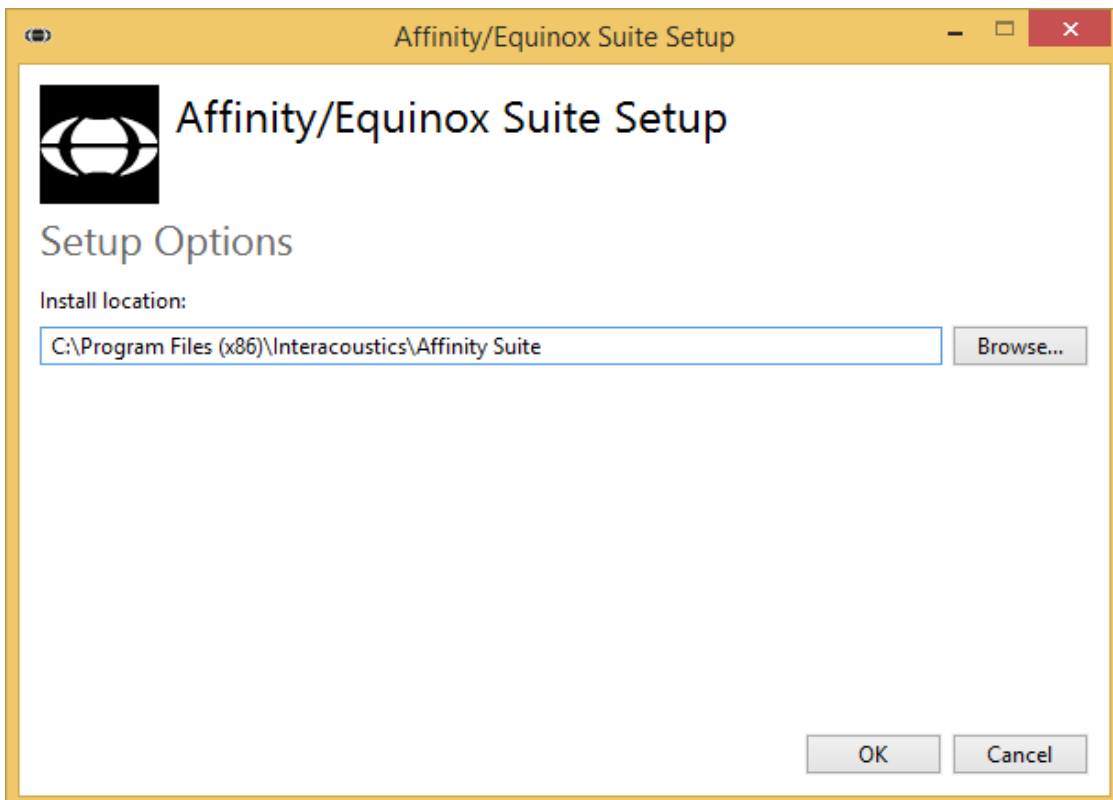 Affinity/Equinox Suite Setup
Affinity/Equinox Suite Setup
Setup Options
Install location:
C:\Program Files (x86)\Interacoustics\Affinity Suite
Browse...
OK
Cancel